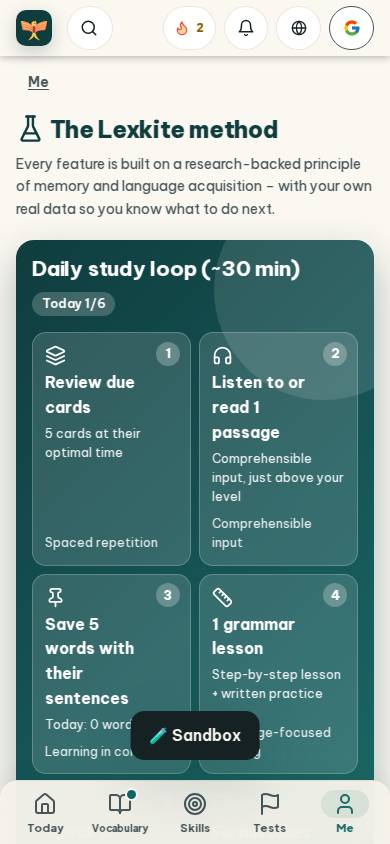 2
Me
The Lexkite method
Every feature is built on a research-backed principle
of memory and language acquisition – with your own
real data so you know what to do next.
Daily study loop (~30 min)
Today 1/6
1
Review due
cards
5 cards at their
optimal time
Spaced repetition
2
Listen to or
read 1
passage
Comprehensible
input, just above your
level
Comprehensible
input
3
Save 5
words with
their
sentences
Today: 0
Learning in
4
1 grammar
lesson
Step-by-step lesson
+ written practice
🧪 Sandbox
Today
Vocabulary
Skills
Tests
Me